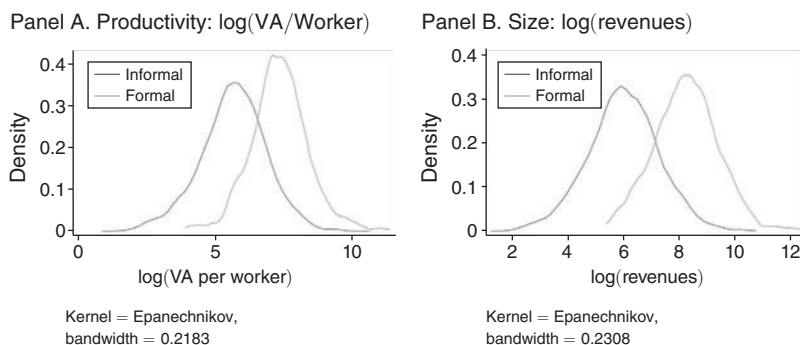 Panel A. Productivity: log(VA/Worker)
Informal
Formal
Density
0.4
0.3
0.2
0.1
0
0 5 10
log(VA per worker)
Kernel = Epanechnikov,
bandwidth = 0.2183
Panel B. Size: log(revenues)
Informal
Formal
Density
0.4
0.3
0.2
0.1
0
2 4 6 8 10 12
log(revenues)
Kernel = Epanechnikov,
bandwidth = 0.2308